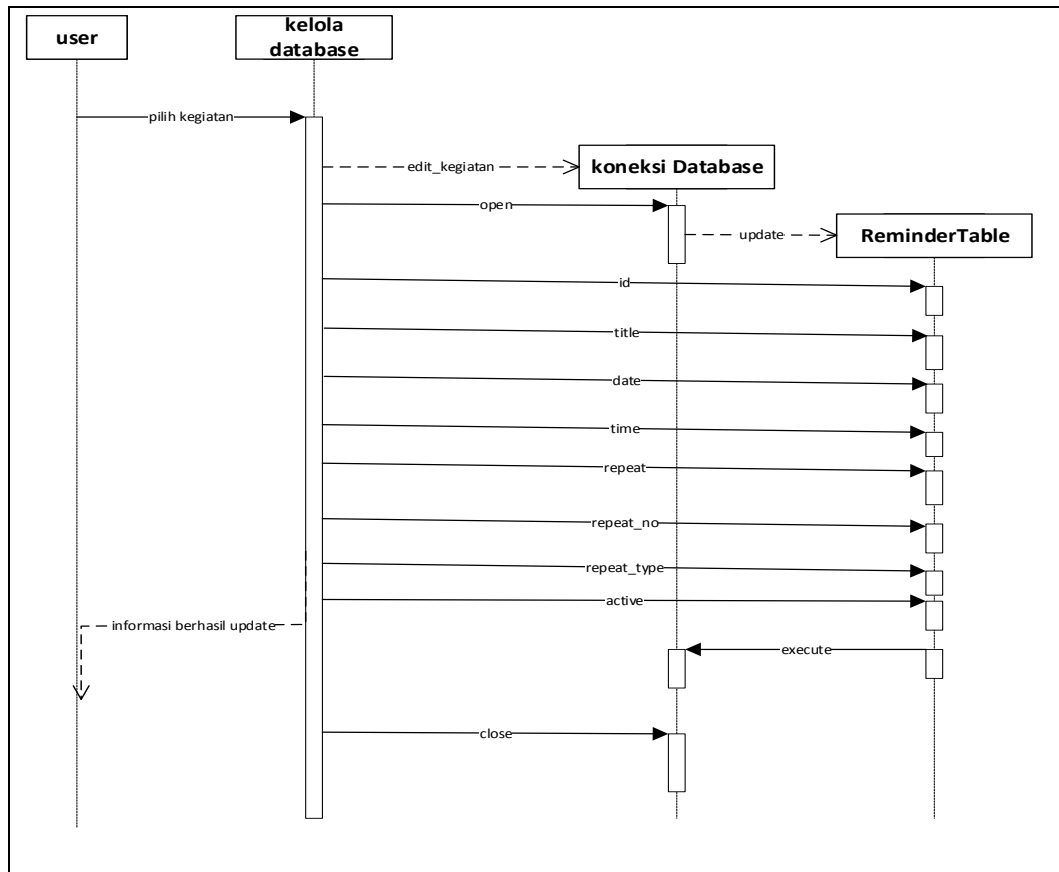 user
kelola
database
pilih kegiatan
edit_kegiatan
koneksi Database
open
update
ReminderTable
id
title
date
time
repeat
repeat_no
repeat_type
active
informasi berhasil update
execute
close